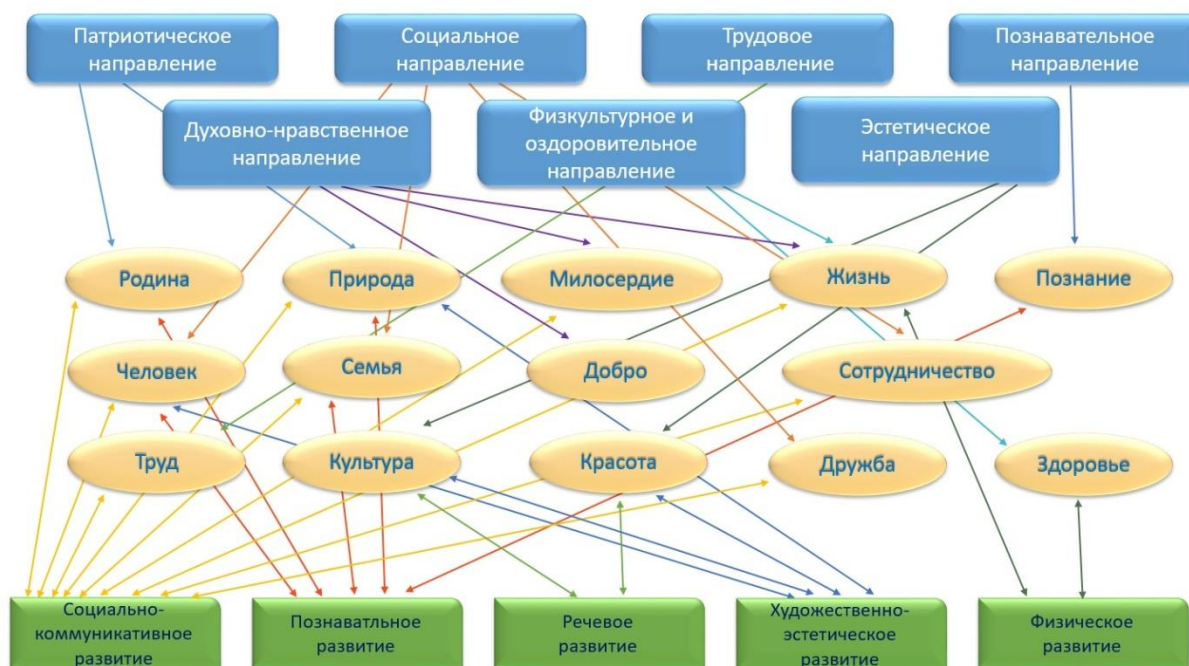 Патриотическое
направление
Социальное
направление
Трудовое
направление
Познавательное
направление
Духовно-нравственное
направление
Физкультурное и
оздоровительное
направление
Эстетическое
направление
Родина
Природа
Милосердие
Жизнь
Познание
Человек
Семья
Добро
Сотрудничество
Труд
Культура
Красота
Дружба
Здоровье
Социально-
коммуникативное
развитие
Познаватльное
развитие
Речевое
развитие
Художественно-
эстетическое
развитие
Физическое
развитие